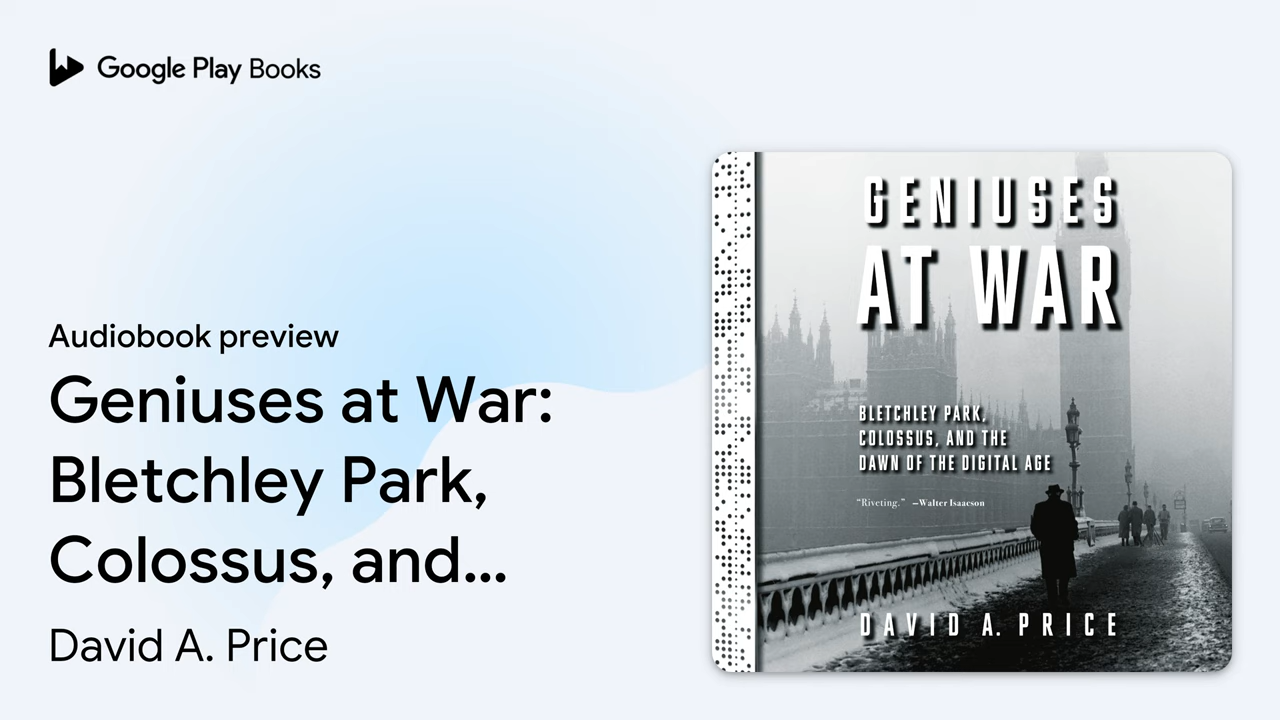 Google Play Books
Audiobook preview
Geniuses at War:
Bletchley Park,
Colossus, and...
David A. Price
GENIUSES
AT WAR
BLETCHLEY PARK,
COLOSSUS, AND THE
DAWN OF THE DIGITAL AGE
“Riveting.” —Walter Isaacson
DAVID A. PRICE